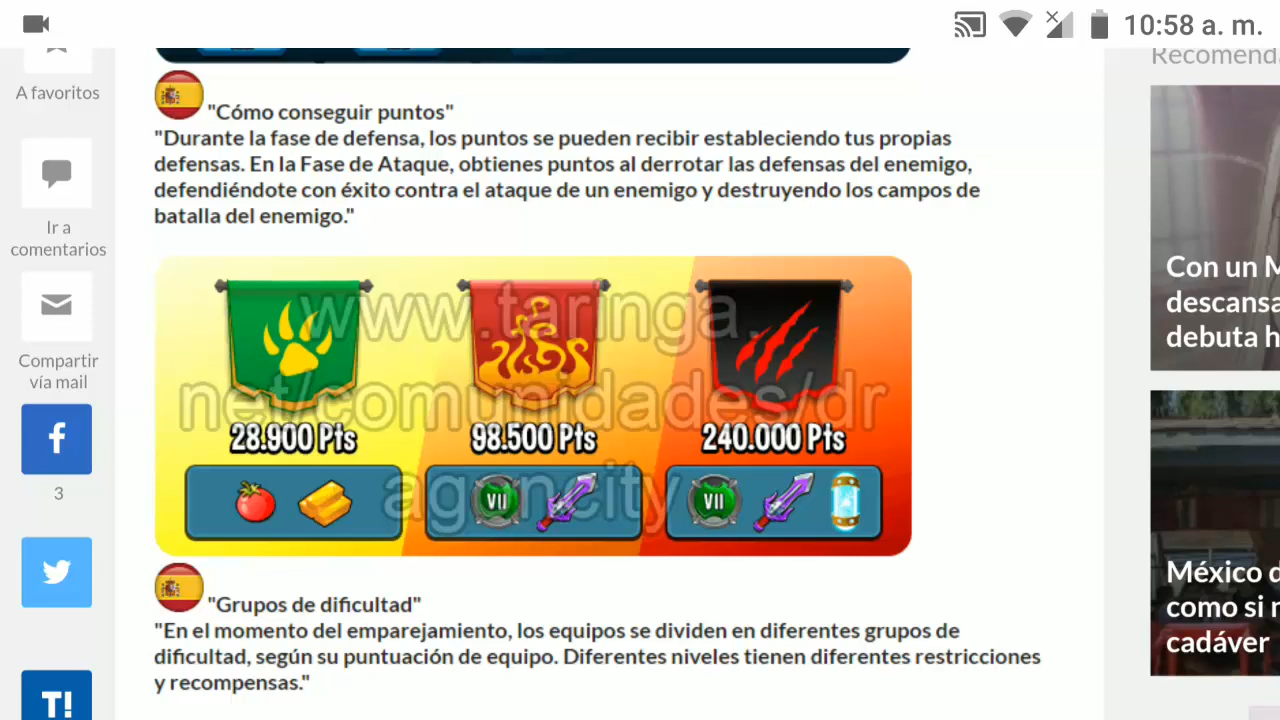 10:58 a. m.
A favoritos
Ir a
comentarios
Compartir
vía mail
f
3
T!
"Cómo conseguir puntos"
"Durante la fase de defensa, los puntos se pueden recibir estableciendo tus propias
defensas. En la Fase de Ataque, obtienes puntos al derrotar las defensas del enemigo,
defendiéndote con éxito contra el ataque de un enemigo y destruyendo los campos de
batalla del enemigo."
www.taringa.
net/comunidades/dr
agoncity
28.900 Pts
98.500 Pts
240.000 Pts
VII
VII
"Grupos de dificultad"
"En el momento del emparejamiento, los equipos se dividen en diferentes grupos de
dificultad, según su puntuación de equipo. Diferentes niveles tienen diferentes restricciones
y recompensas."
Recomenda
Con un M
descansa
debuta h
México d
como si n
cadáver